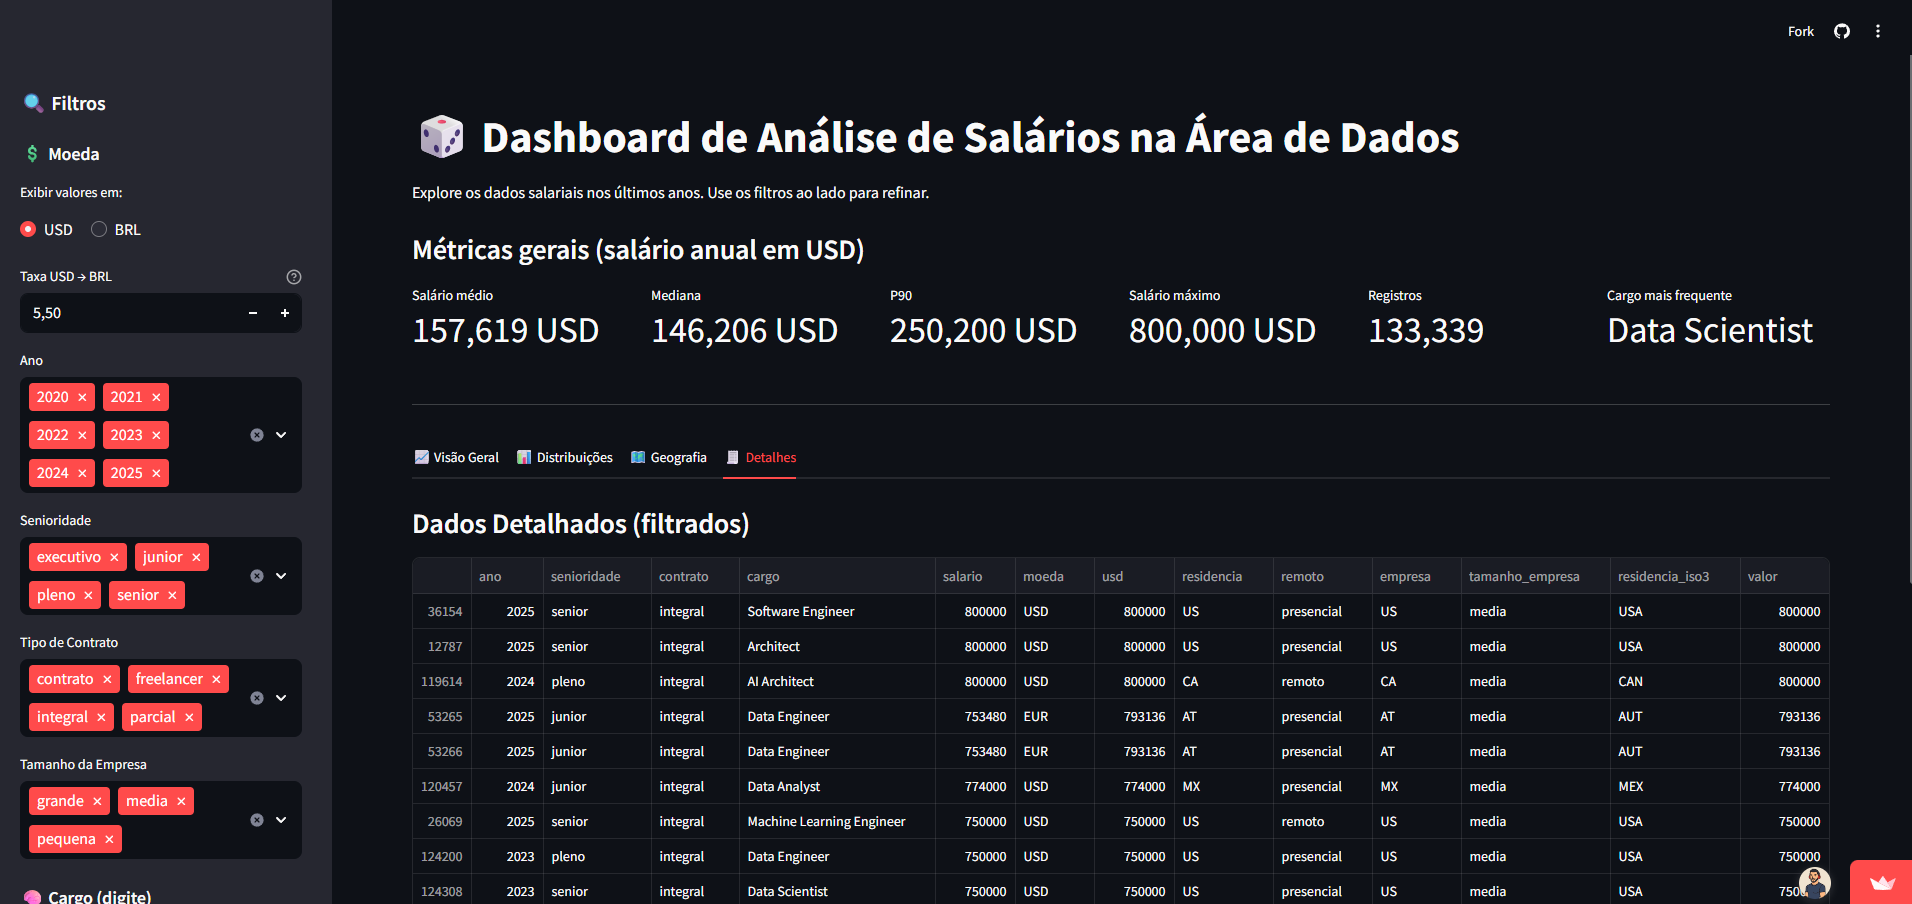 Fork
Filtros
Moeda
Exibir valores em:
USD BRL
Taxa USD → BRL
5,50
Ano
2020 2021
2022 2023
2024 2025
Senioridade
executivo junior
pleno senior
Tipo de Contrato
contrato freelancer
integral parcial
Tamanho da Empresa
grande media
pequena
Cargo (digite)
Dashboard de Análise de Salários na Área de Dados
Explore os dados salariais nos últimos anos. Use os filtros ao lado para refinar.
Métricas gerais (salário anual em USD)
Salário médio Mediana P90 Salário máximo Registros Cargo mais frequente
157,619 USD 146,206 USD 250,200 USD 800,000 USD 133,339 Data Scientist
Visão Geral Distribuições Geografia Detalhes
Dados Detalhados (filtrados)
ano senioridade contrato cargo salario moeda usd residencia remoto empresa tamanho_empresa residencia_iso3 valor
36154 2025 senior integral Software Engineer 800000 USD 800000 US presencial US media USA 800000
12787 2025 senior integral Architect 800000 USD 800000 US presencial US media USA 800000
119614 2024 pleno integral AI Architect 800000 USD 800000 CA remoto CA media CAN 800000
53265 2025 junior integral Data Engineer 753480 EUR 793136 AT presencial AT media AUT 793136
53266 2025 junior integral Data Engineer 753480 EUR 793136 AT presencial AT media AUT 793136
120457 2024 junior integral Data Analyst 774000 USD 774000 MX presencial MX media MEX 774000
26069 2025 senior integral Machine Learning Engineer 750000 USD 750000 US remoto US media USA 750000
124200 2023 pleno integral Data Engineer 750000 USD 750000 US presencial US media USA 750000
124308 2023 senior integral Data Scientist 750000 USD 750000 US presencial US media USA